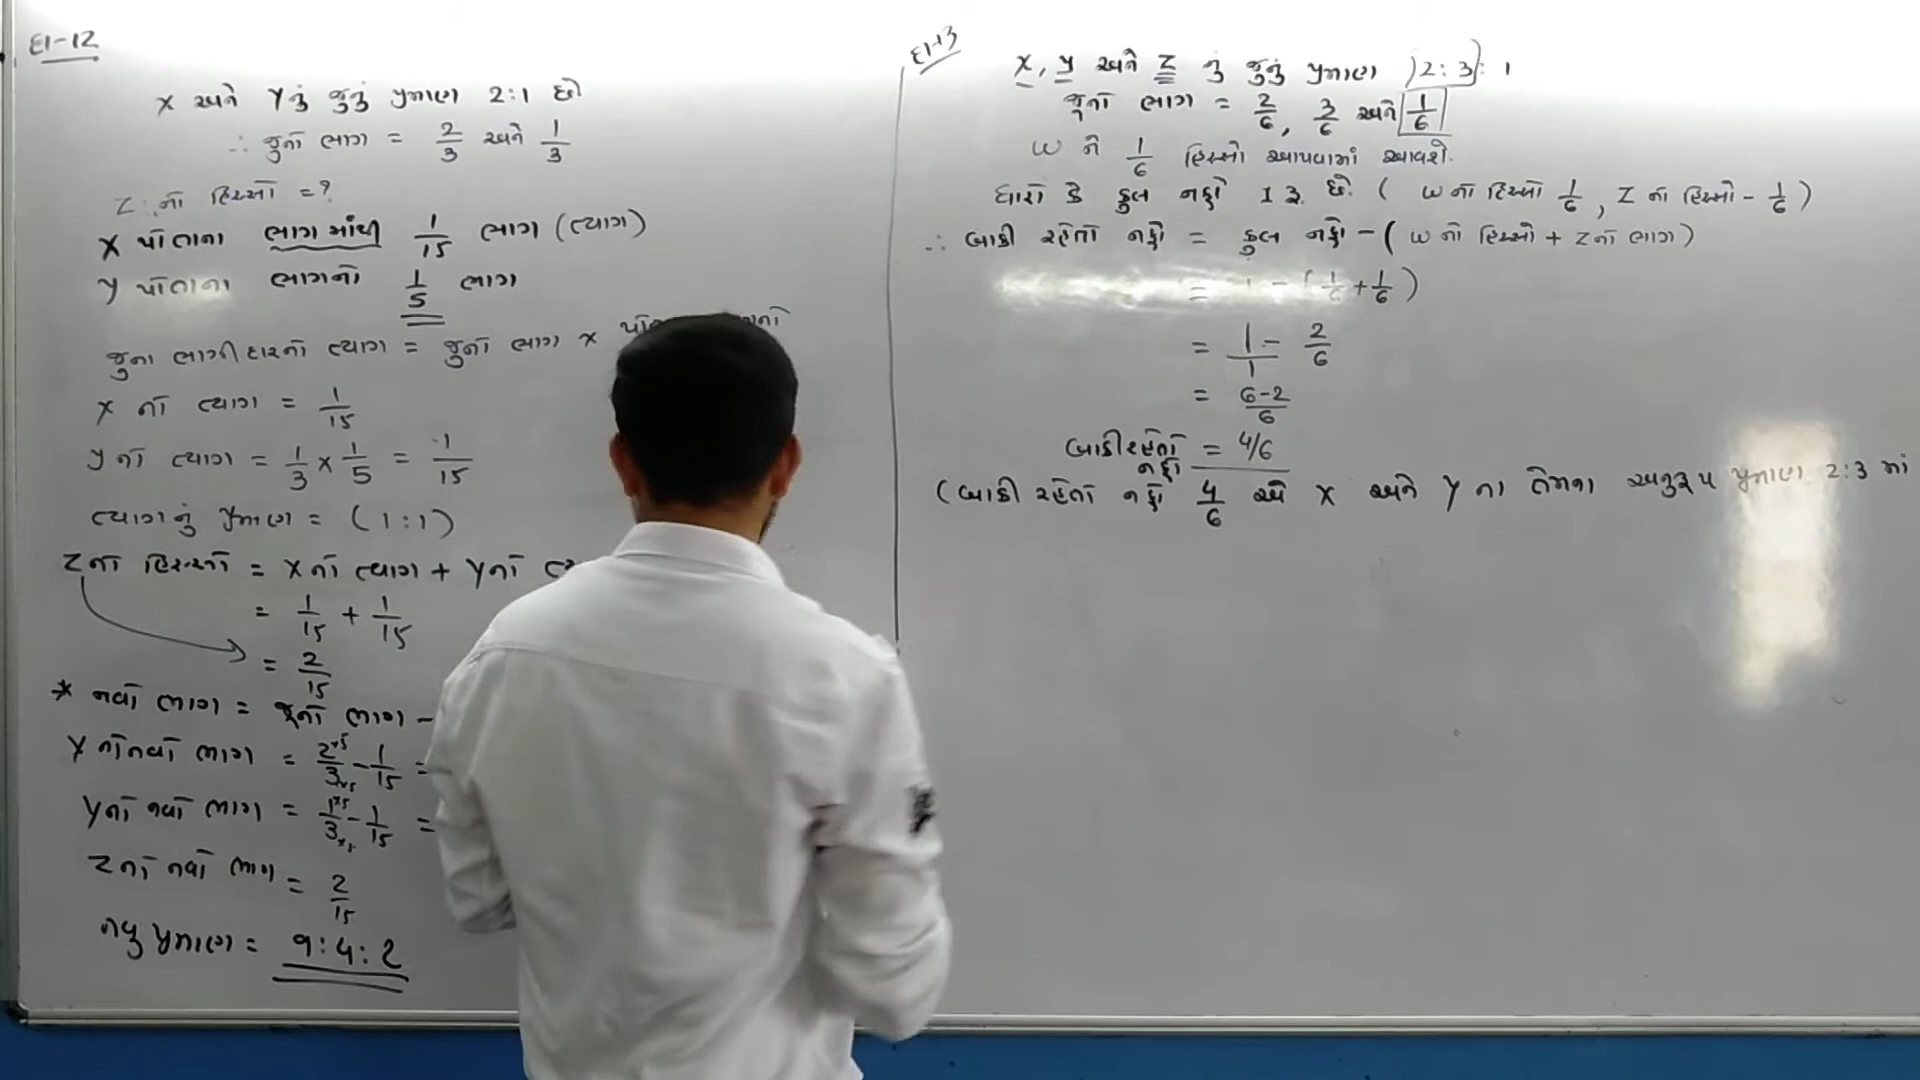 દા-12
X અને Y નું જુનું પ્રમાણ 2:1 છે
∴ જુનો ભાગ = 2/3 અને 1/3
Z નો હિસ્સો = ?
X પોતાના ભાગમાંથી 1/15 ભાગ (ત્યાગ)
Y પોતાના ભાગનો 1/5 ભાગ
જુના ભાગીદારનો ત્યાગ = જુનો ભાગ ×
X નો ત્યાગ = 1/15
Y નો ત્યાગ = 1/3 × 1/5 = 1/15
ત્યાગનું પ્રમાણ = (1:1)
Z નો હિસ્સો = X નો ત્યાગ + Y નો
= 1/15 + 1/15
= 2/15
* નવો ભાગ = જુનો ભાગ -
X નો નવો ભાગ = 2×5/3×5 - 1/15 =
Y નો નવો ભાગ = 1×5/3×5 - 1/15 =
Z નો નવો ભાગ = 2/15
નવુ પ્રમાણ = 9:4:2
દા-13
X, Y અને Z નું જુનું પ્રમાણ 2:3:1
જુનો ભાગ = 2/6, 3/6 અને 1/6
W ને 1/6 હિસ્સો આપવામાં આવશે.
ધારો કે કુલ નફો 1 રૂ. છે. (W નો હિસ્સો 1/6, Z નો હિસ્સો - 1/6)
∴ બાકી રહેતો નફો = કુલ નફો - (W નો હિસ્સો + Z નો ભાગ)
= 1 - (1/6 + 1/6)
= 1/1 - 2/6
= 6-2/6
બાકી રહેતો નફો = 4/6
(બાકી રહેતો નફો 4/6 એ X અને Y ના તેમના અનુરૂપ પ્રમાણ 2:3 માં